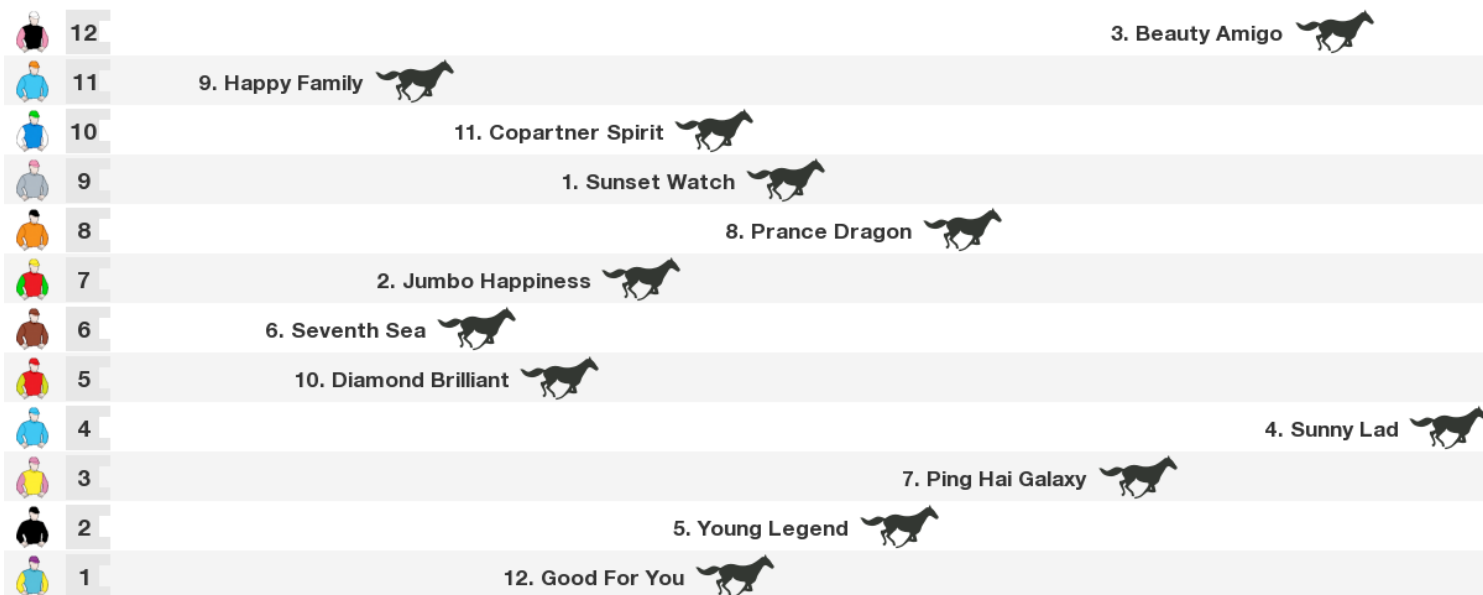 12 3. Beauty Amigo
11 9. Happy Family
10 11. Copartner Spirit
9 1. Sunset Watch
8 8. Prance Dragon
7 2. Jumbo Happiness
6 6. Seventh Sea
5 10. Diamond Brilliant
4 4. Sunny Lad
3 7. Ping Hai Galaxy
2 5. Young Legend
1 12. Good For You